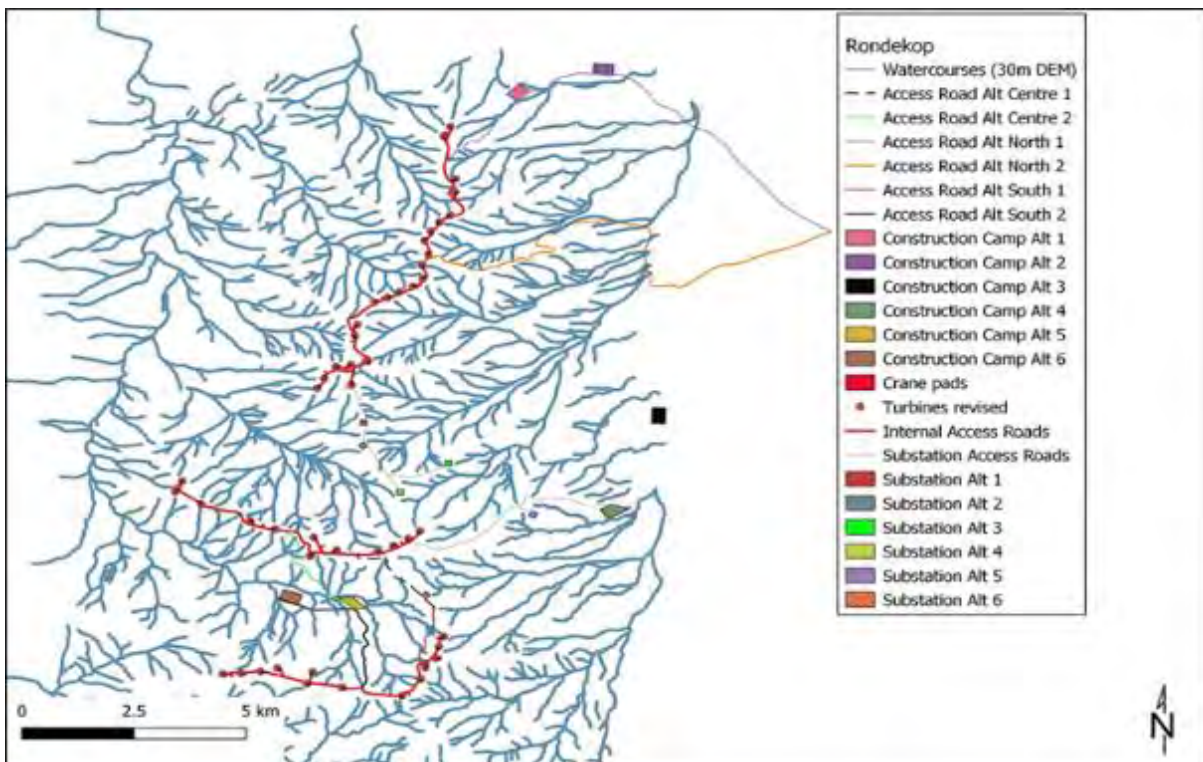 Rondekop
Watercourses (30m DEM)
Access Road Alt Centre 1
Access Road Alt Centre 2
Access Road Alt North 1
Access Road Alt North 2
Access Road Alt South 1
Access Road Alt South 2
Construction Camp Alt 1
Construction Camp Alt 2
Construction Camp Alt 3
Construction Camp Alt 4
Construction Camp Alt 5
Construction Camp Alt 6
Crane pads
Turbines revised
Internal Access Roads
Substation Access Roads
Substation Alt 1
Substation Alt 2
Substation Alt 3
Substation Alt 4
Substation Alt 5
Substation Alt 6
0 2.5 5 km
N